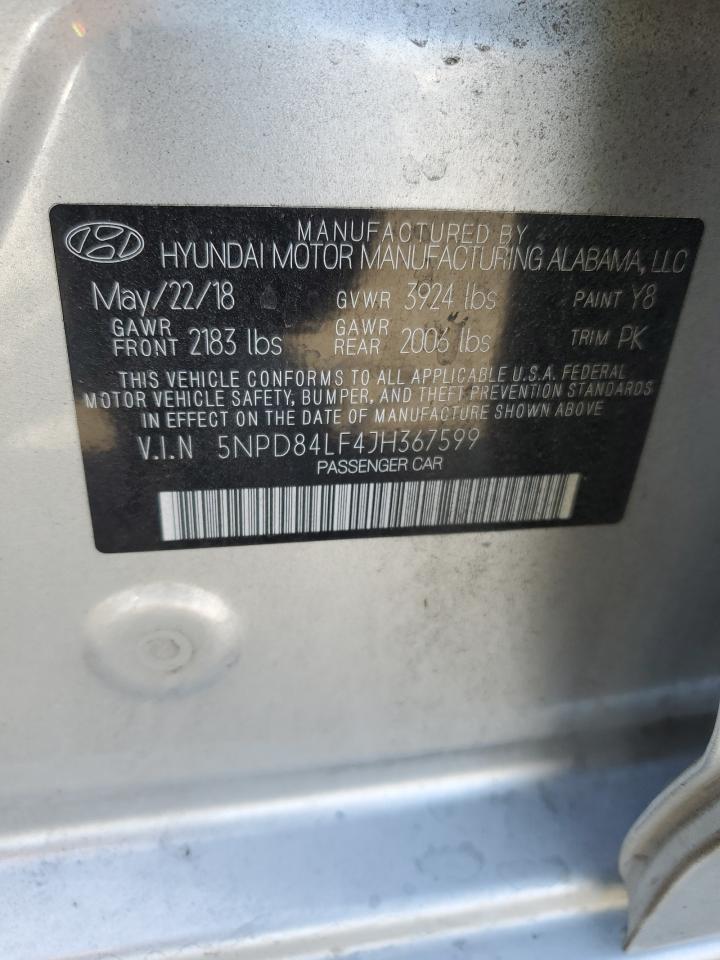 MANUFACTURED BY
HYUNDAI MOTOR MANUFACTURING ALABAMA, LLC
May/22/18 GVWR 3924 lbs PAINT Y8
GAWR FRONT 2183 lbs GAWR REAR 2006 lbs TRIM PK
THIS VEHICLE CONFORMS TO ALL APPLICABLE U.S.A. FEDERAL
MOTOR VEHICLE SAFETY, BUMPER, AND THEFT PREVENTION STANDARDS
IN EFFECT ON THE DATE OF MANUFACTURE SHOWN ABOVE.
V.I.N 5NPD84LF4JH367599
PASSENGER CAR